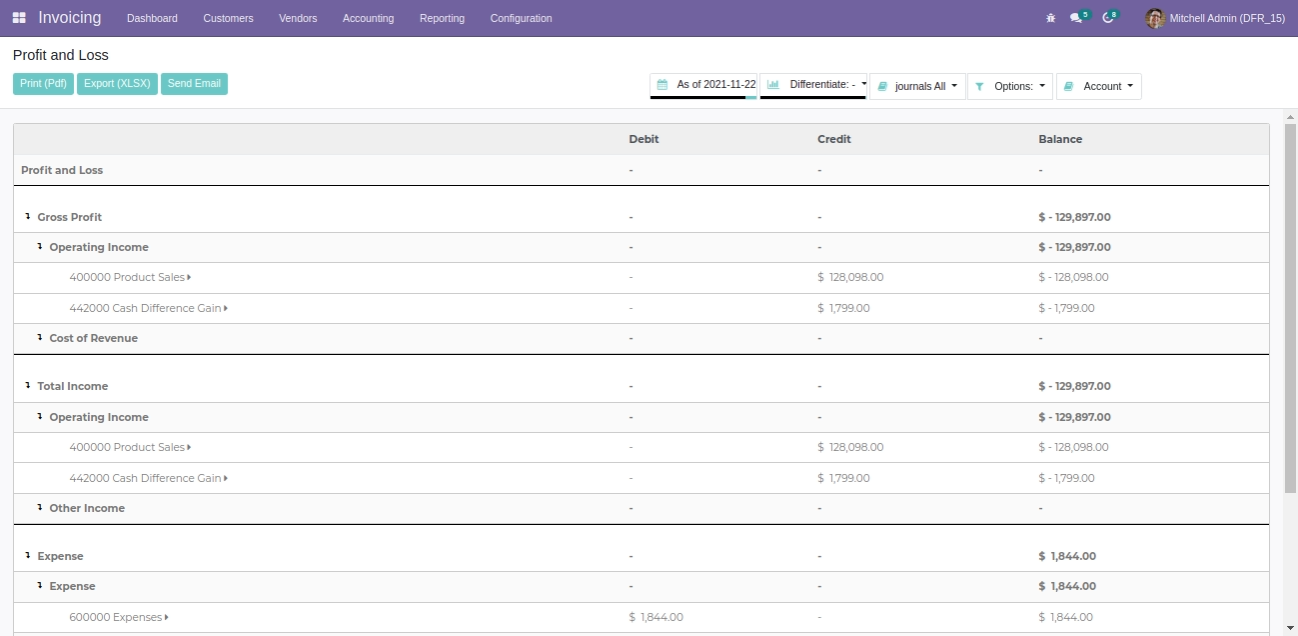 Invoicing Dashboard Customers Vendors Accounting Reporting Configuration 5 8 Mitchell Admin (DFR_15)
Profit and Loss
Print (Pdf) Export (XLSX) Send Email As of 2021-11-22 Differentiate: - journals All Options: Account
Debit Credit Balance
Profit and Loss - - -
Gross Profit - - $ - 129,897.00
Operating Income - - $ - 129,897.00
400000 Product Sales - $ 128,098.00 $ - 128,098.00
442000 Cash Difference Gain - $ 1,799.00 $ - 1,799.00
Cost of Revenue - - -
Total Income - - $ - 129,897.00
Operating Income - - $ - 129,897.00
400000 Product Sales - $ 128,098.00 $ - 128,098.00
442000 Cash Difference Gain - $ 1,799.00 $ - 1,799.00
Other Income - - -
Expense - - $ 1,844.00
Expense - - $ 1,844.00
600000 Expenses $ 1,844.00 - $ 1,844.00